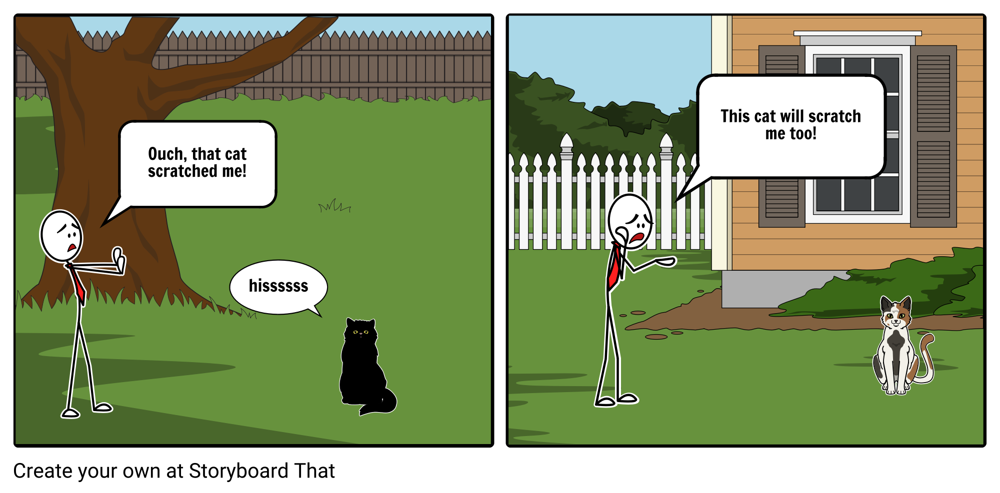 Ouch, that cat
scratched me!
hissssss
This cat will scratch
me too!
Create your own at Storyboard That